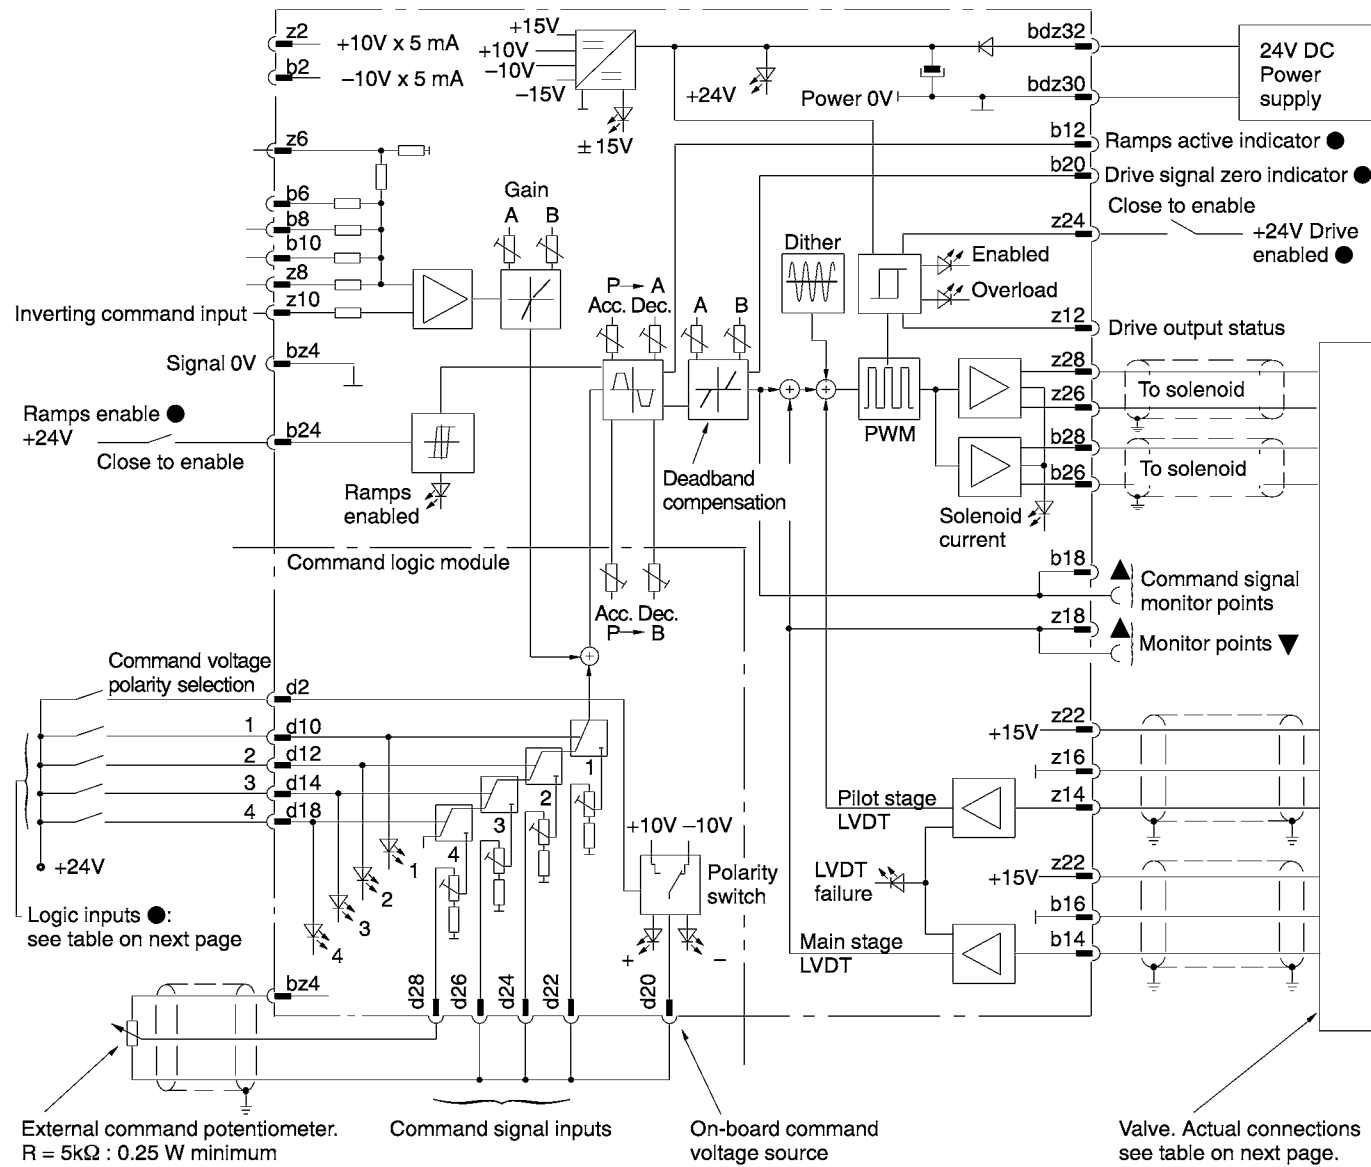 z2
+10V x 5 mA
b2
–10V x 5 mA
+15V
+10V
–10V
–15V
± 15V
+24V
Power 0V
bdz32
bdz30
24V DC
Power
supply
b12
Ramps active indicator ●
b20
Drive signal zero indicator ●
Close to enable
z24
+24V Drive
enabled ●
z6
b6
b8
b10
z8
z10
Inverting command input
Signal 0V
bz4
Gain
A B
Dither
Enabled
Overload
P → A
Acc. Dec.
A B
z12
Drive output status
z28
z26
To solenoid
b28
b26
To solenoid
PWM
Solenoid
current
Ramps enable ●
+24V
Close to enable
b24
Ramps
enabled
Deadband
compensation
Command logic module
Acc. Dec.
P → B
b18
▲
Command signal
monitor points
z18
▲
Monitor points ▼
Command voltage
polarity selection
d2
1 d10
2 d12
3 d14
4 d18
+24V
Logic inputs ●:
see table on next page
1
2
3
4
1
2
3
4
+10V –10V
Polarity
switch
+ –
Pilot stage
LVDT
LVDT
failure
Main stage
LVDT
z22
+15V
z16
z14
z22
+15V
b16
b14
bz4
d28
d26
d24
d22
d20
External command potentiometer.
R = 5kΩ : 0.25 W minimum
Command signal inputs
On-board command
voltage source
Valve. Actual connections
see table on next page.